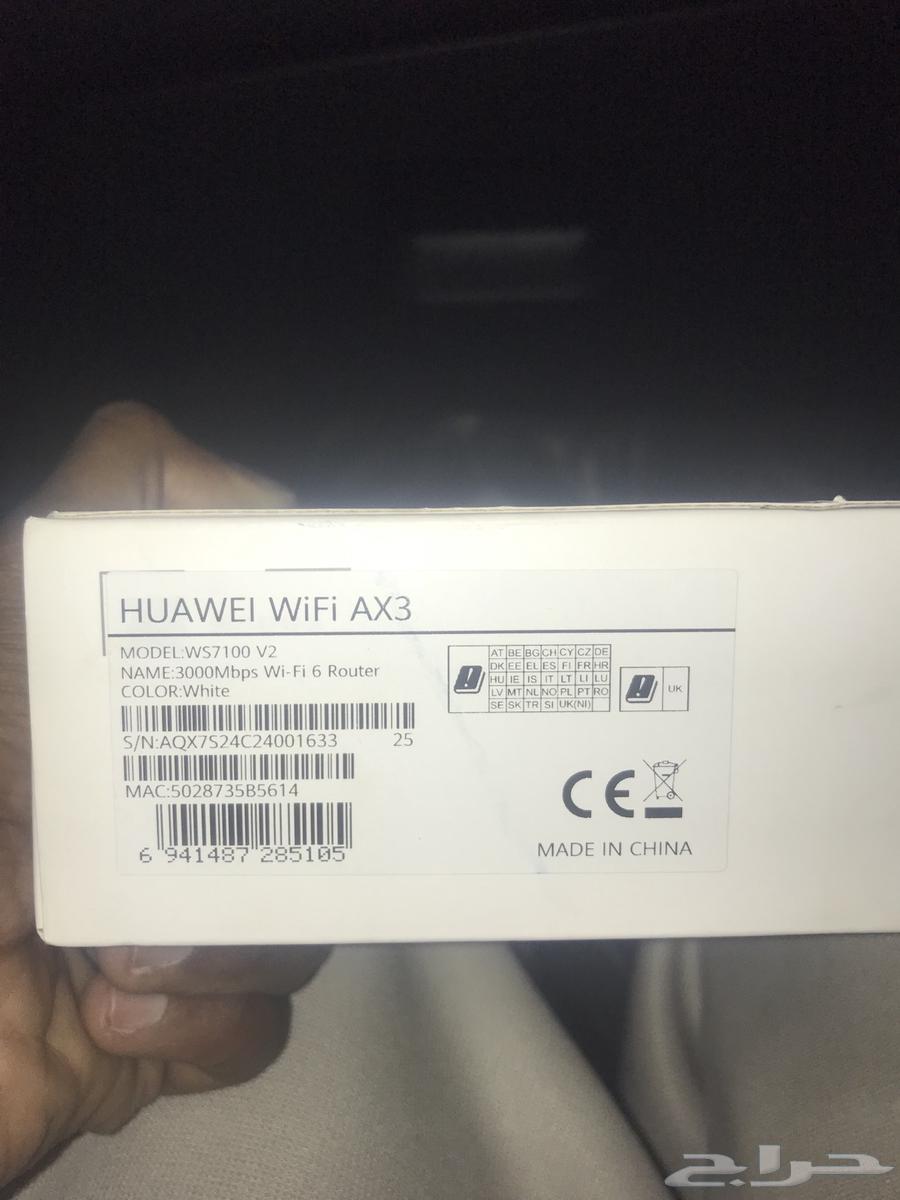 HUAWEI WiFi AX3
MODEL:WS7100 V2
NAME:3000Mbps Wi-Fi 6 Router
COLOR:White
S/N:AQX7S24C24001633 25
MAC:5028735B5614
6 941487 285105
AT BE BG CH CY CZ DE
DK EE EL ES FI FR HR
HU IE IS IT LT LI LU
LV MT NL NO PL PT RO
SE SK TR SI UK(NI)
UK
CE
MADE IN CHINA
حراج